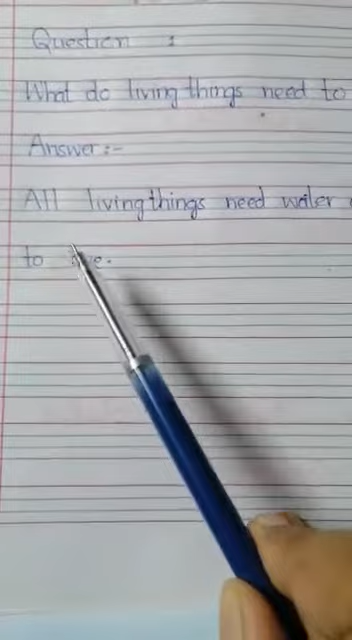 Question :
What do living things need to
Answer :-
All living things need water
to